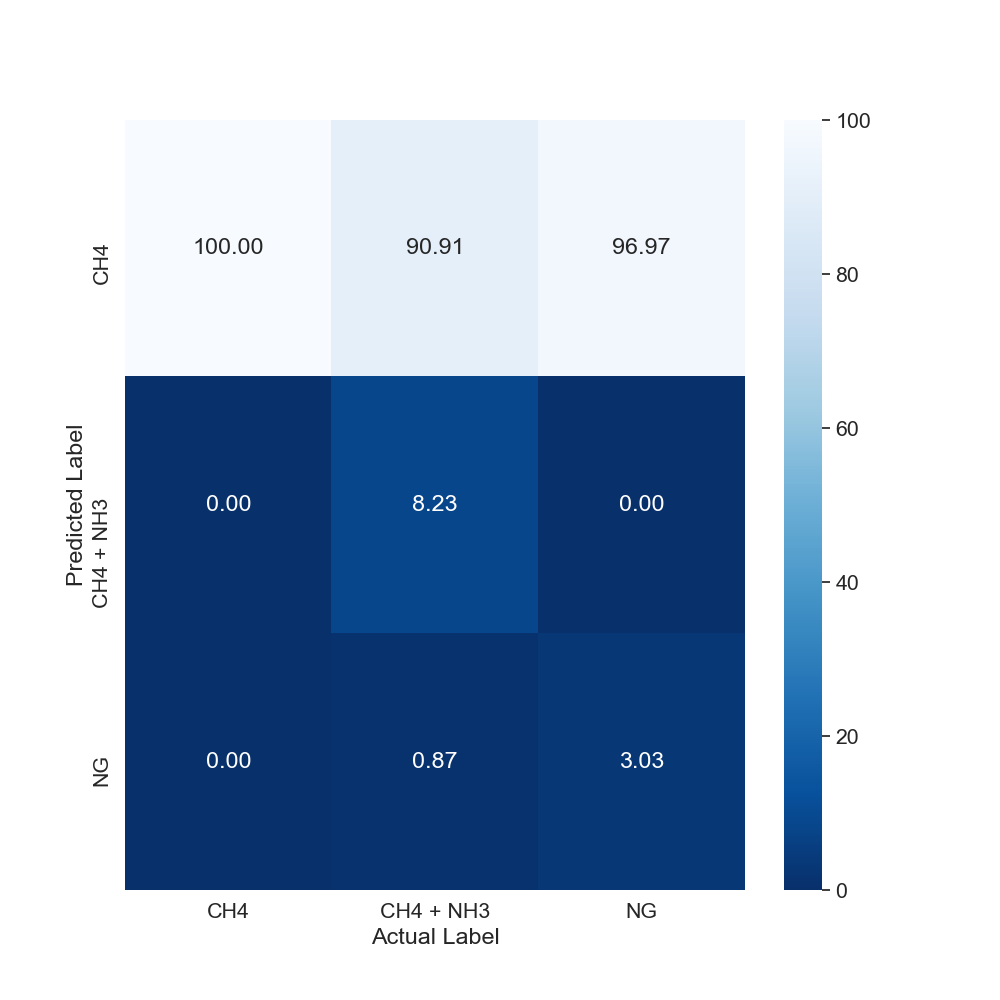 100.00 90.91 96.97
0.00 8.23 0.00
0.00 0.87 3.03
CH4
CH4 + NH3
NG
Predicted Label
CH4 CH4 + NH3 NG
Actual Label
100
80
60
40
20
0